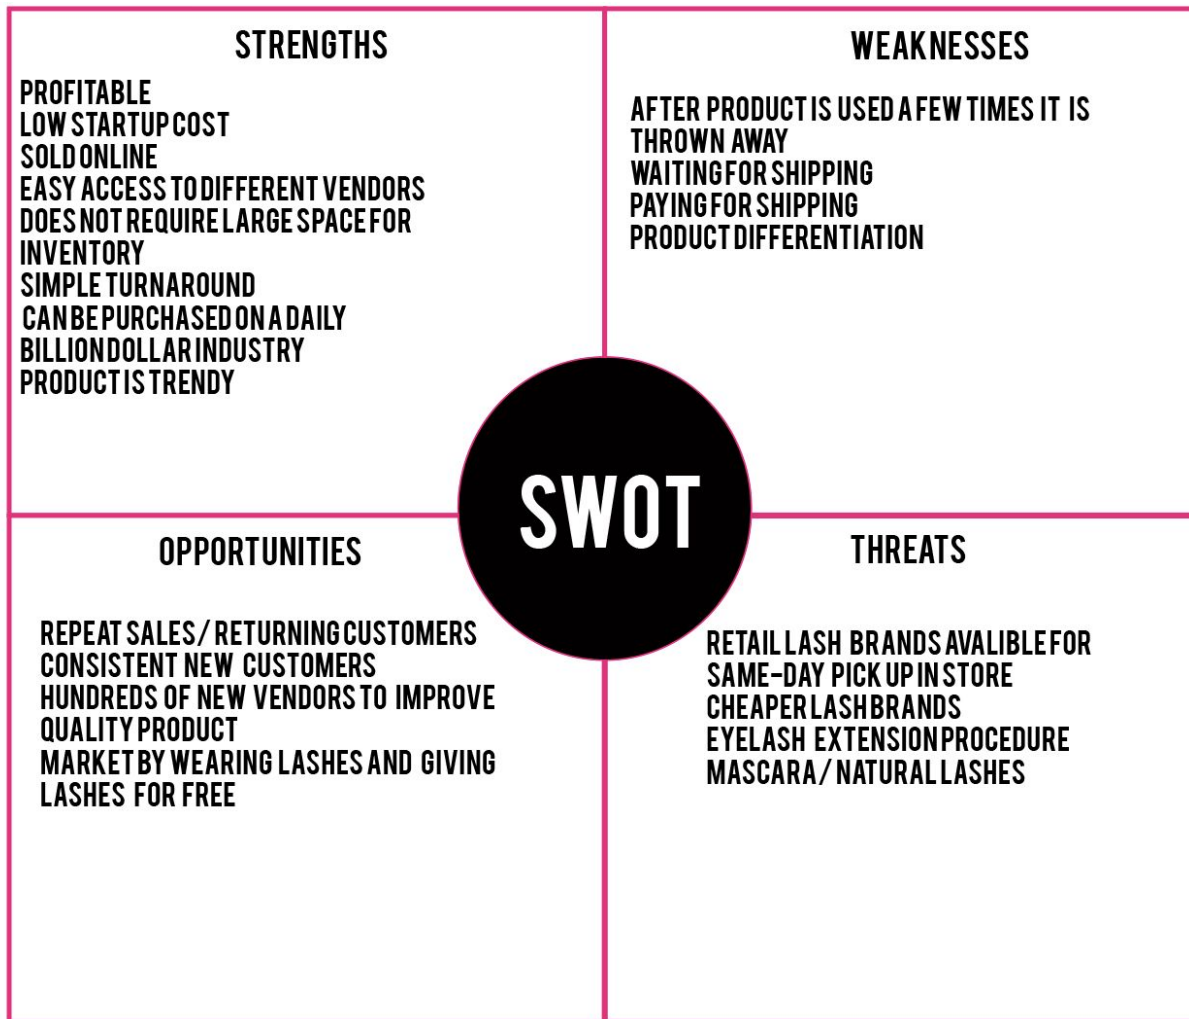 STRENGTHS
PROFITABLE
LOW STARTUP COST
SOLD ONLINE
EASY ACCESS TO DIFFERENT VENDORS
DOES NOT REQUIRE LARGE SPACE FOR
INVENTORY
SIMPLE TURNAROUND
CAN BE PURCHASED ON A DAILY
BILLION DOLLAR INDUSTRY
PRODUCT IS TRENDY
WEAKNESSES
AFTER PRODUCT IS USED A FEW TIMES IT IS
THROWN AWAY
WAITING FOR SHIPPING
PAYING FOR SHIPPING
PRODUCT DIFFERENTIATION
SWOT
OPPORTUNITIES
REPEAT SALES / RETURNING CUSTOMERS
CONSISTENT NEW CUSTOMERS
HUNDREDS OF NEW VENDORS TO IMPROVE
QUALITY PRODUCT
MARKET BY WEARING LASHES AND GIVING
LASHES FOR FREE
THREATS
RETAIL LASH BRANDS AVALIBLE FOR
SAME-DAY PICK UP IN STORE
CHEAPER LASH BRANDS
EYELASH EXTENSION PROCEDURE
MASCARA / NATURAL LASHES